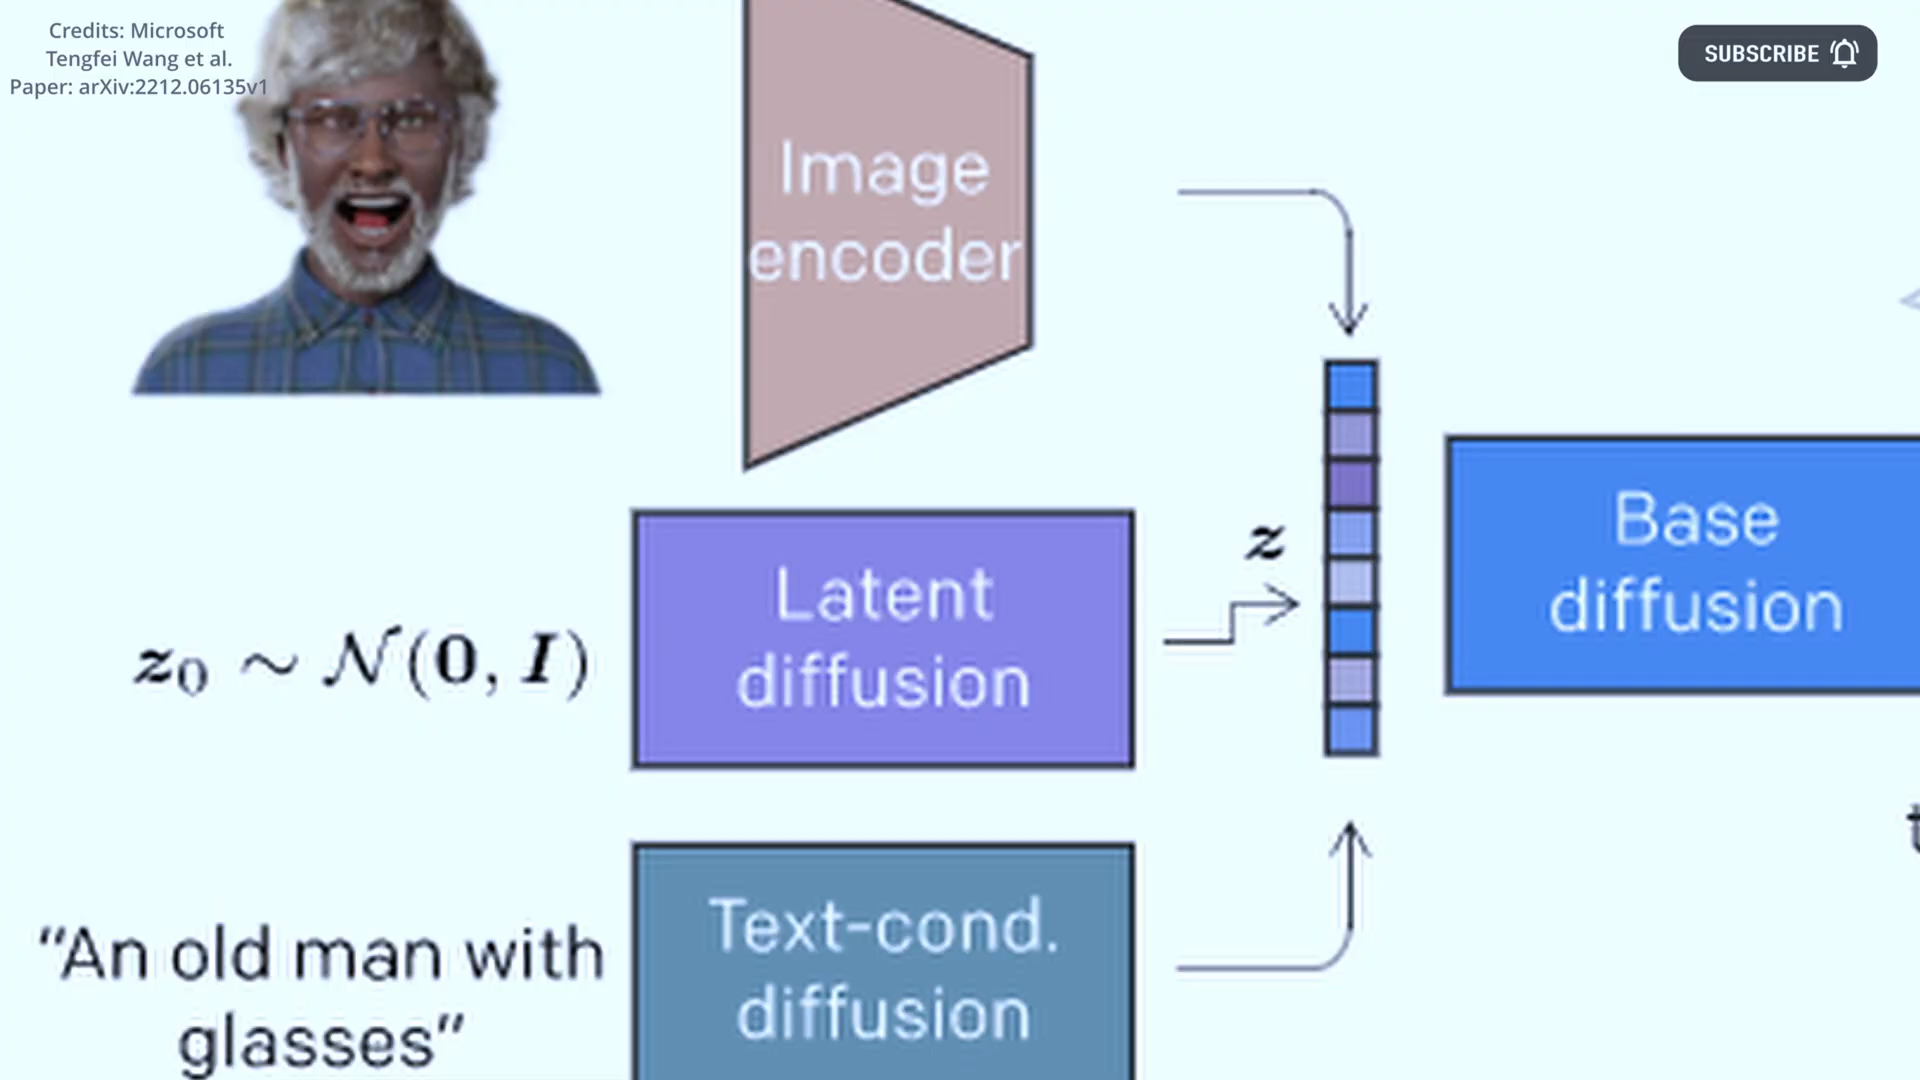 Credits: Microsoft
Tengfei Wang et al.
Paper: arXiv:2212.06135v1
SUBSCRIBE
Image
encoder
z
Base
diffusion
Latent
diffusion
z₀ ~ 𝒩(0, I)
Text-cond.
diffusion
“An old man with
glasses”